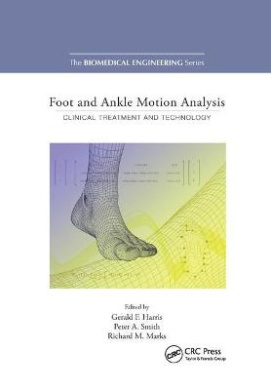 The BIOMEDICAL ENGINEERING Series
Foot and Ankle Motion Analysis
CLINICAL TREATMENT AND TECHNOLOGY
Edited by
Gerald F. Harris
Peter A. Smith
Richard M. Marks
CRC Press
Taylor & Francis Group